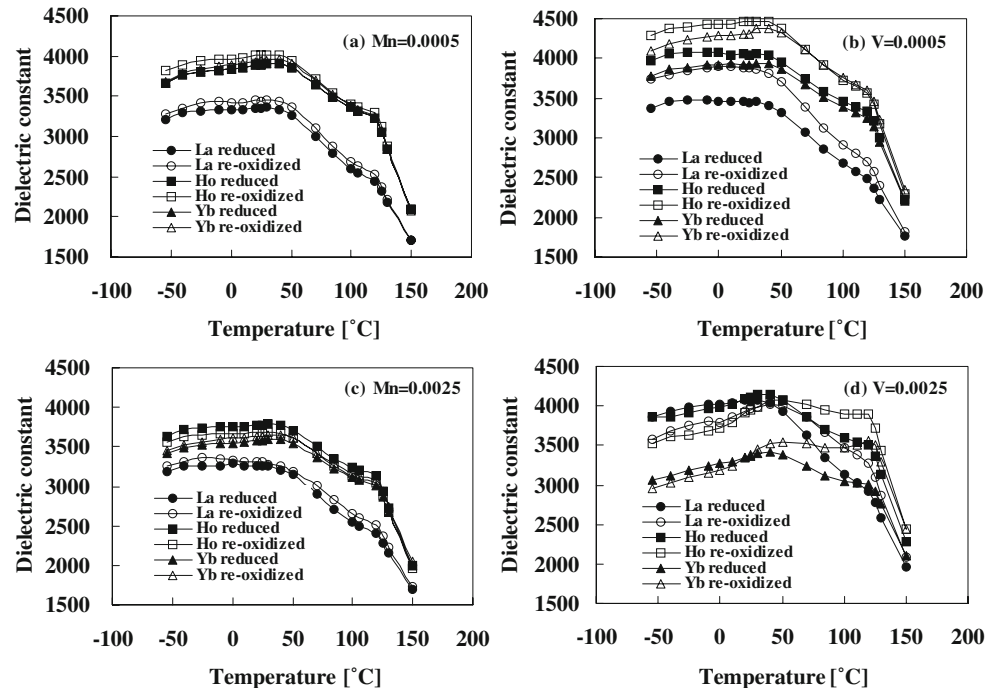 (a) Mn=0.0005
Dielectric constant
4500
4000
3500
3000
2500
2000
1500
La reduced
La re-oxidized
Ho reduced
Ho re-oxidized
Yb reduced
Yb re-oxidized
-100 -50 0 50 100 150 200
Temperature [˚C]
(b) V=0.0005
Dielectric constant
4500
4000
3500
3000
2500
2000
1500
La reduced
La re-oxidized
Ho reduced
Ho re-oxidized
Yb reduced
Yb re-oxidized
-100 -50 0 50 100 150 200
Temperature [˚C]
(c) Mn=0.0025
Dielectric constant
4500
4000
3500
3000
2500
2000
1500
La reduced
La re-oxidized
Ho reduced
Ho re-oxidized
Yb reduced
Yb re-oxidized
-100 -50 0 50 100 150 200
Temperature [˚C]
(d) V=0.0025
Dielectric constant
4500
4000
3500
3000
2500
2000
1500
La reduced
La re-oxidized
Ho reduced
Ho re-oxidized
Yb reduced
Yb re-oxidized
-100 -50 0 50 100 150 200
Temperature [˚C]